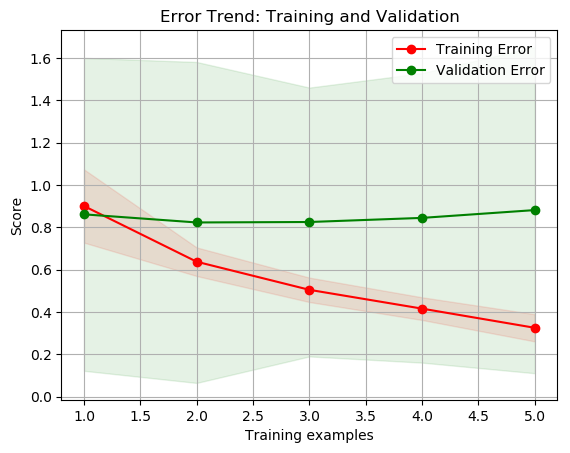 Error Trend: Training and Validation
Training Error
Validation Error
Score
1.6
1.4
1.2
1.0
0.8
0.6
0.4
0.2
0.0
1.0 1.5 2.0 2.5 3.0 3.5 4.0 4.5 5.0
Training examples